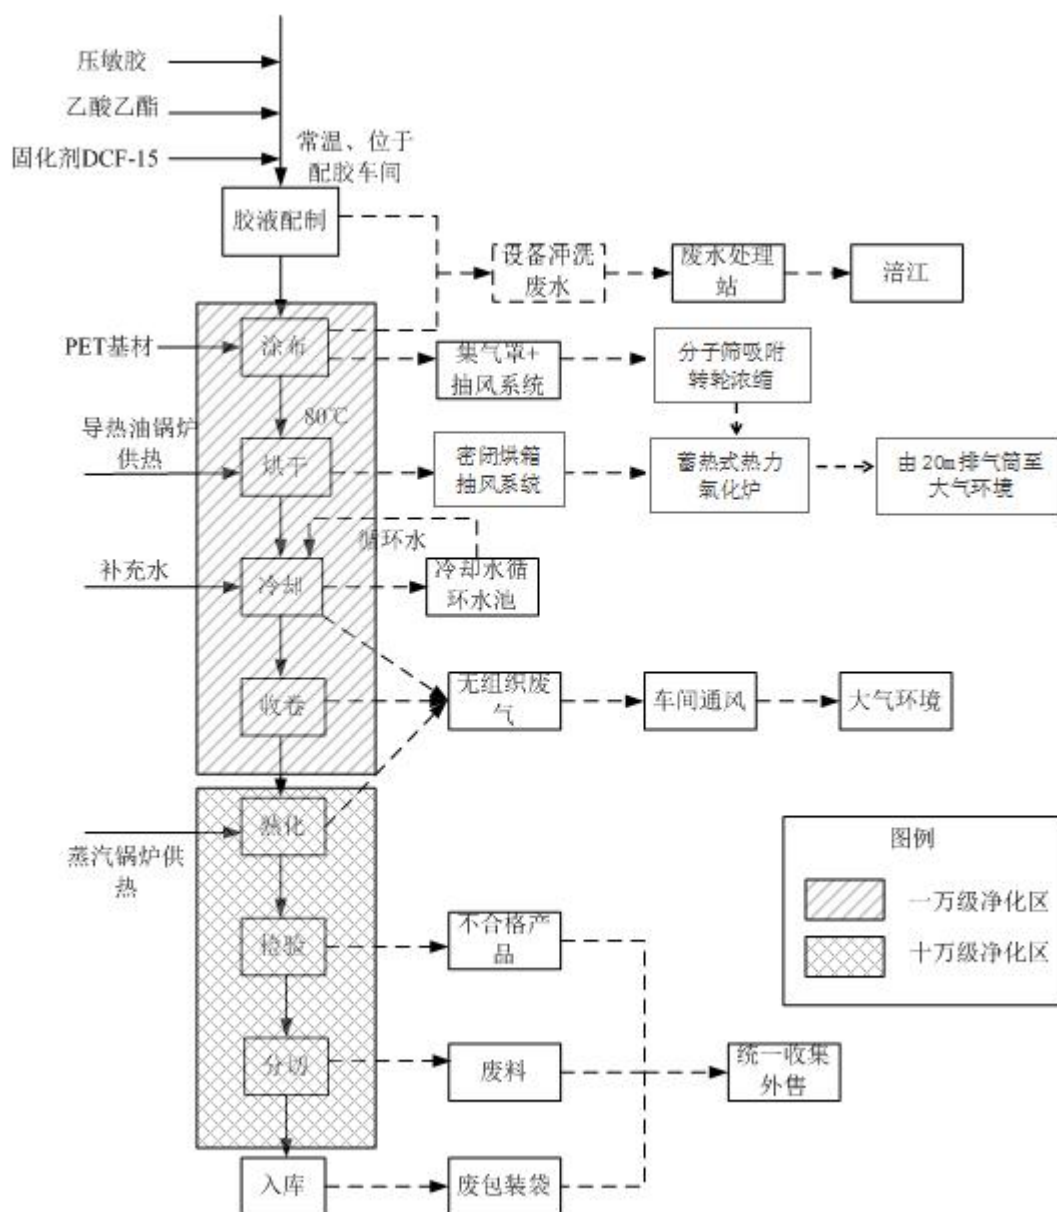 压敏胶
乙酸乙酯
固化剂DCF-15
常温、位于
配胶车间
胶液配制
设备冲洗
废水
废水处理
站
涪江
PET基材
涂布
集气罩+
抽风系统
分子筛吸附
转轮浓缩
80℃
导热油锅炉
供热
烘干
密闭烘箱
抽风系统
蓄热式热力
氧化炉
由20m排气筒至
大气环境
循环水
补充水
冷却
冷却水循
环水池
收卷
无组织废
气
车间通风
大气环境
熟化
蒸汽锅炉供
热
图例
一万级净化区
十万级净化区
检验
不合格产
品
分切
废料
统一收集
外售
入库
废包装袋